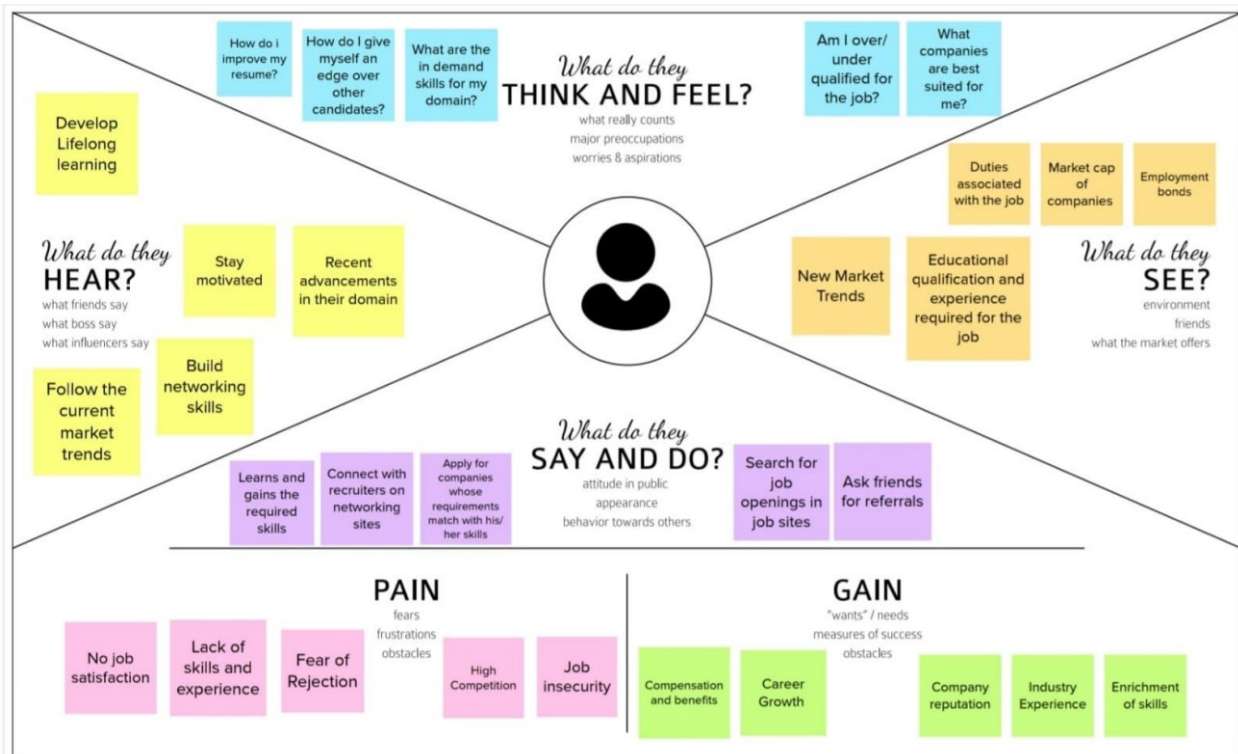 How do i
improve my
resume?
How do I give
myself an
edge over
other
candidates?
What are the
in demand
skills for my
domain?
What do they
THINK AND FEEL?
what really counts
major preoccupations
worries & aspirations
Am I over/
under
qualified for
the job?
What
companies
are best
suited for
me?
Develop
Lifelong
learning
What do they
HEAR?
what friends say
what boss say
what influencers say
Stay
motivated
Recent
advancements
in their domain
Follow the
current
market
trends
Build
networking
skills
Duties
associated
with the job
Market cap
of
companies
Employment
bonds
New Market
Trends
Educational
qualification and
experience
required for the
job
What do they
SEE?
environment
friends
what the market offers
What do they
SAY AND DO?
attitude in public
appearance
behavior towards others
Learns and
gains the
required
skills
Connect with
recruiters on
networking
sites
Apply for
companies
whose
requirements
match with his/
her skills
Search for
job
openings in
job sites
Ask friends
for referrals
PAIN
fears
frustrations
obstacles
No job
satisfaction
Lack of
skills and
experience
Fear of
Rejection
High
Competition
Job
insecurity
GAIN
"wants" / needs
measures of success
obstacles
Compensation
and benefits
Career
Growth
Company
reputation
Industry
Experience
Enrichment
of skills